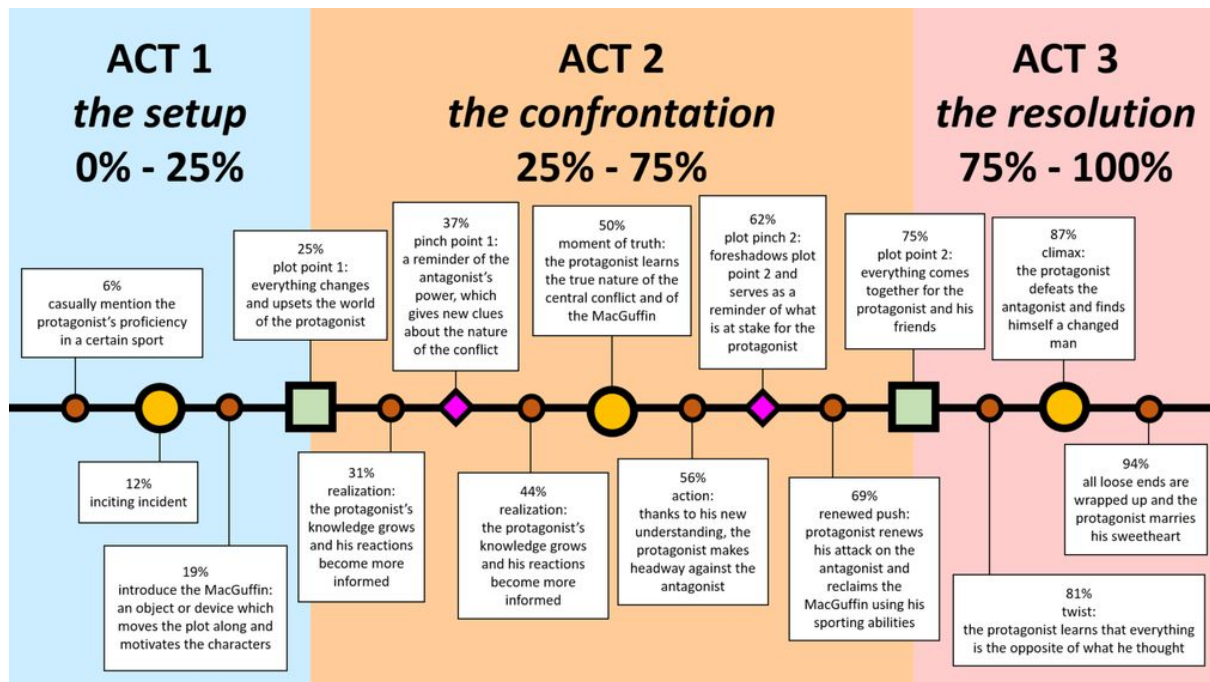 ACT 1
the setup
0% - 25%
ACT 2
the confrontation
25% - 75%
ACT 3
the resolution
75% - 100%
6%
casually mention the
protagonist's proficiency
in a certain sport
12%
inciting incident
19%
introduce the MacGuffin:
an object or device which
moves the plot along and
motivates the characters
25%
plot point 1:
everything changes
and upsets the world
of the protagonist
31%
realization:
the protagonist's
knowledge grows
and his reactions
become more
informed
37%
pinch point 1:
a reminder of the
antagonist's
power, which
gives new clues
about the nature
of the conflict
44%
realization:
the protagonist's
knowledge grows
and his reactions
become more
informed
50%
moment of truth:
the protagonist learns
the true nature of the
central conflict and of
the MacGuffin
56%
action:
thanks to his new
understanding, the
protagonist makes
headway against the
antagonist
62%
plot pinch 2:
foreshadows plot
point 2 and
serves as a
reminder of what
is at stake for the
protagonist
69%
renewed push:
protagonist renews
his attack on the
antagonist and
reclaims the
MacGuffin using his
sporting abilities
75%
plot point 2:
everything comes
together for the
protagonist and his
friends
81%
twist:
the protagonist learns that everything
is the opposite of what he thought
87%
climax:
the protagonist
defeats the
antagonist and finds
himself a changed
man
94%
all loose ends are
wrapped up and the
protagonist marries
his sweetheart